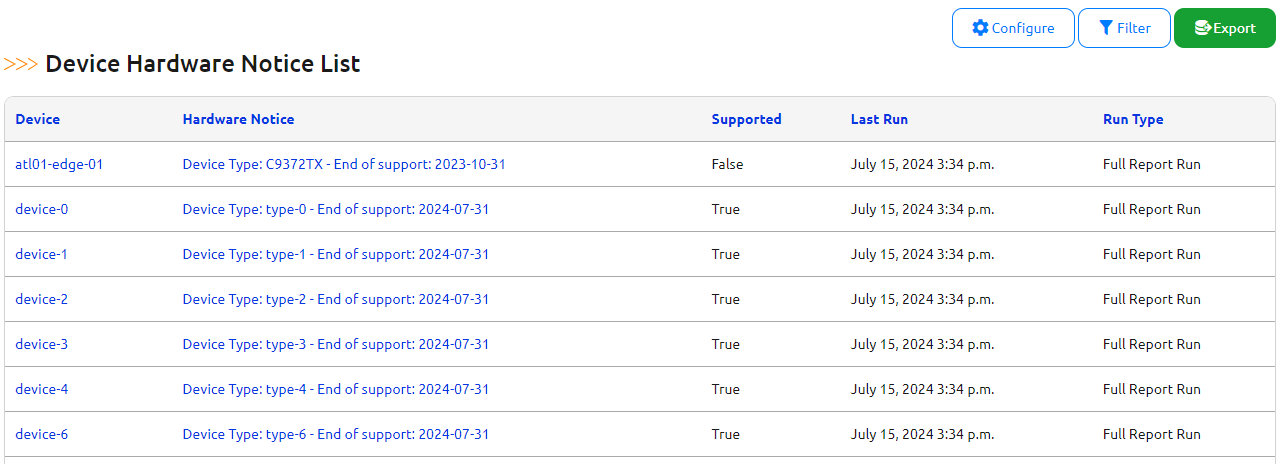 Configure Filter Export
>>> Device Hardware Notice List
Device Hardware Notice Supported Last Run Run Type
atl01-edge-01 Device Type: C9372TX - End of support: 2023-10-31 False July 15, 2024 3:34 p.m. Full Report Run
device-0 Device Type: type-0 - End of support: 2024-07-31 True July 15, 2024 3:34 p.m. Full Report Run
device-1 Device Type: type-1 - End of support: 2024-07-31 True July 15, 2024 3:34 p.m. Full Report Run
device-2 Device Type: type-2 - End of support: 2024-07-31 True July 15, 2024 3:34 p.m. Full Report Run
device-3 Device Type: type-3 - End of support: 2024-07-31 True July 15, 2024 3:34 p.m. Full Report Run
device-4 Device Type: type-4 - End of support: 2024-07-31 True July 15, 2024 3:34 p.m. Full Report Run
device-6 Device Type: type-6 - End of support: 2024-07-31 True July 15, 2024 3:34 p.m. Full Report Run